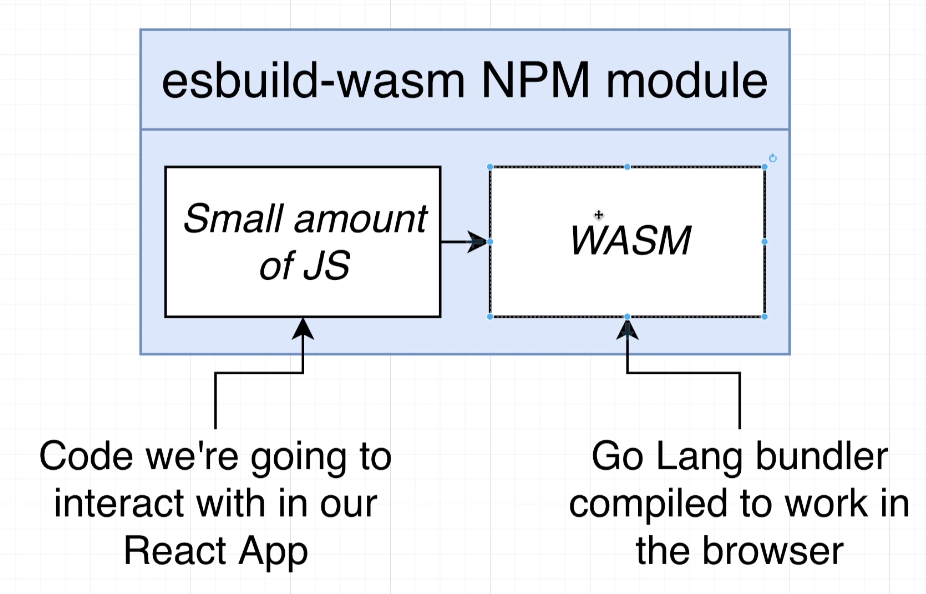 esbuild-wasm NPM module
Small amount
of JS
WASM
Code we're going to
interact with in our
React App
Go Lang bundler
compiled to work in
the browser